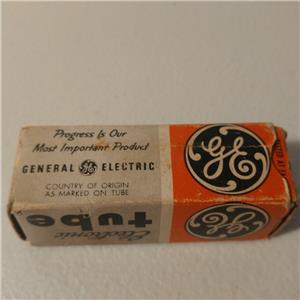 Progress Is Our
Most Important Product
GENERAL GE ELECTRIC
COUNTRY OF ORIGIN
AS MARKED ON TUBE
GE
Electronic
tube
GE